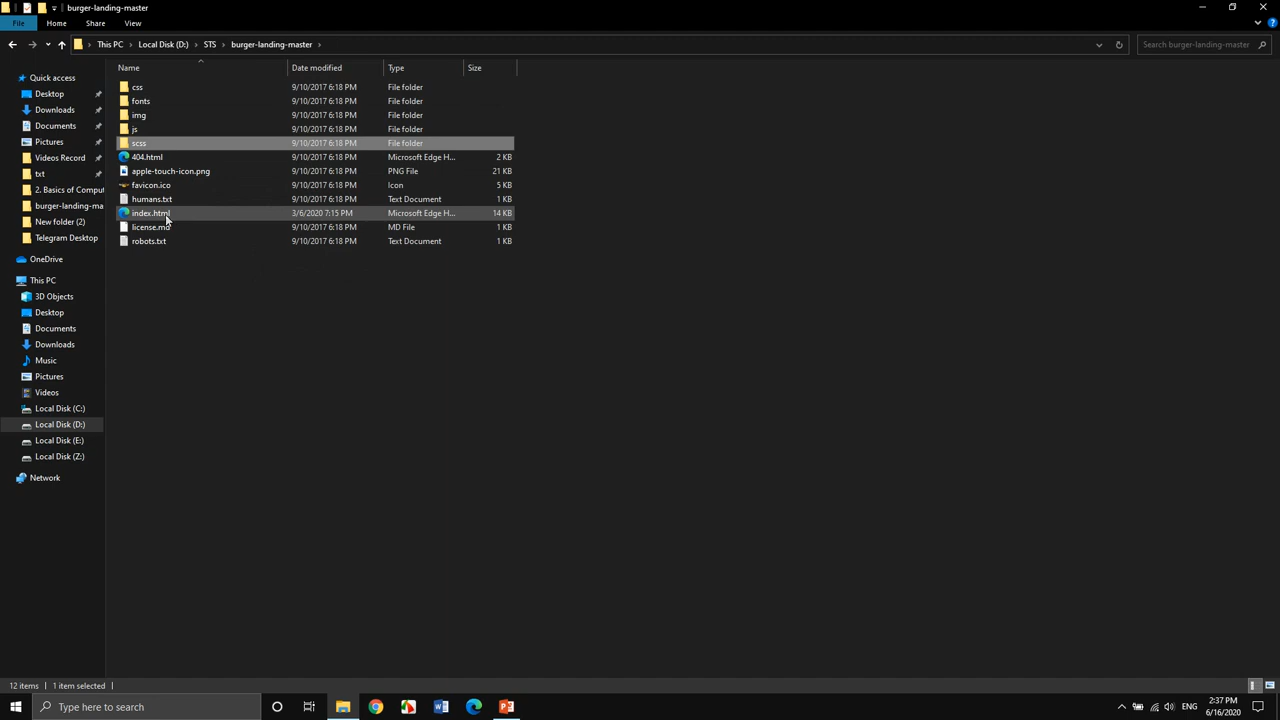 burger-landing-master
File Home Share View
This PC Local Disk (D:) STS burger-landing-master Search burger-landing-master
Name Date modified Type Size
Quick access
Desktop
Downloads
Documents
Pictures
Videos Record
txt
2. Basics of Comput
burger-landing-ma
New folder (2)
Telegram Desktop
OneDrive
This PC
3D Objects
Desktop
Documents
Downloads
Music
Pictures
Videos
Local Disk (C:)
Local Disk (D:)
Local Disk (E:)
Local Disk (Z:)
Network
css 9/10/2017 6:18 PM File folder
fonts 9/10/2017 6:18 PM File folder
img 9/10/2017 6:18 PM File folder
js 9/10/2017 6:18 PM File folder
scss 9/10/2017 6:18 PM File folder
404.html 9/10/2017 6:18 PM Microsoft Edge H... 2 KB
apple-touch-icon.png 9/10/2017 6:18 PM PNG File 21 KB
favicon.ico 9/10/2017 6:18 PM Icon 5 KB
humans.txt 9/10/2017 6:18 PM Text Document 1 KB
index.html 3/6/2020 7:15 PM Microsoft Edge H... 14 KB
license.md 9/10/2017 6:18 PM MD File 1 KB
robots.txt 9/10/2017 6:18 PM Text Document 1 KB
12 items 1 item selected
Type here to search
ENG
2:37 PM
6/16/2020